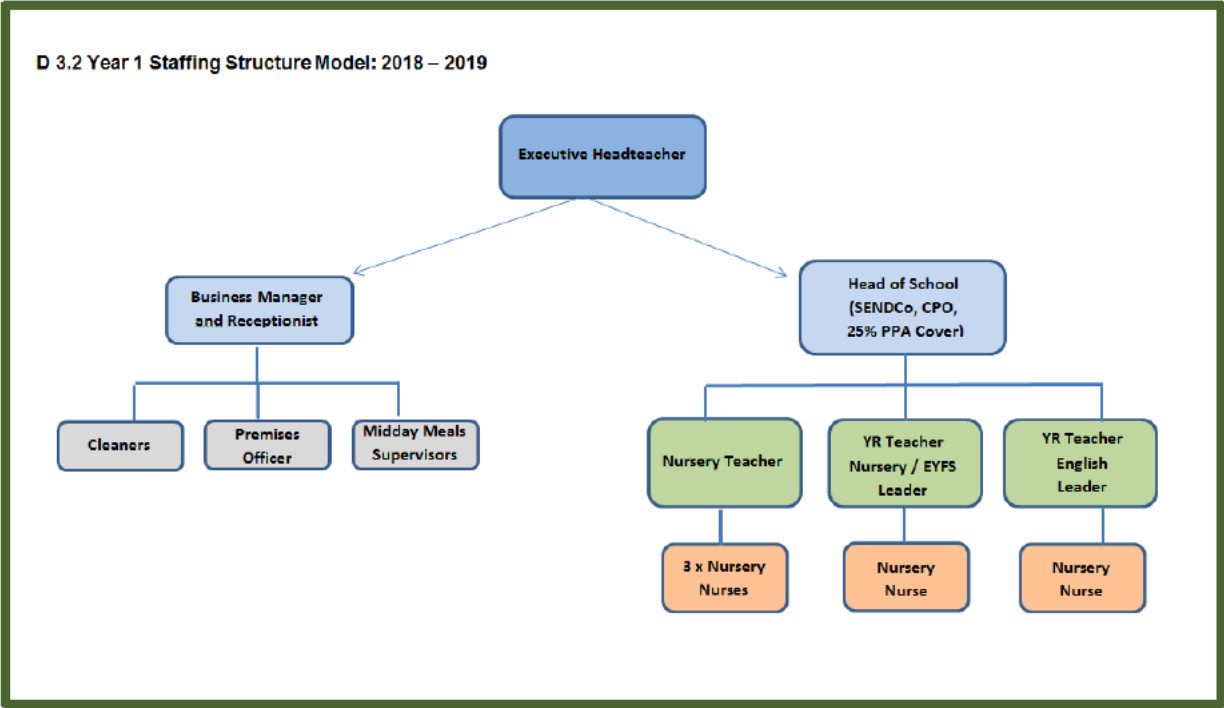 D 3.2 Year 1 Staffing Structure Model: 2018 – 2019
Executive Headteacher
Business Manager
and Receptionist
Head of School
(SENDCo, CPO,
25% PPA Cover)
Cleaners
Premises
Officer
Midday Meals
Supervisors
Nursery Teacher
YR Teacher
Nursery / EYFS
Leader
YR Teacher
English
Leader
3 x Nursery
Nurses
Nursery
Nurse
Nursery
Nurse